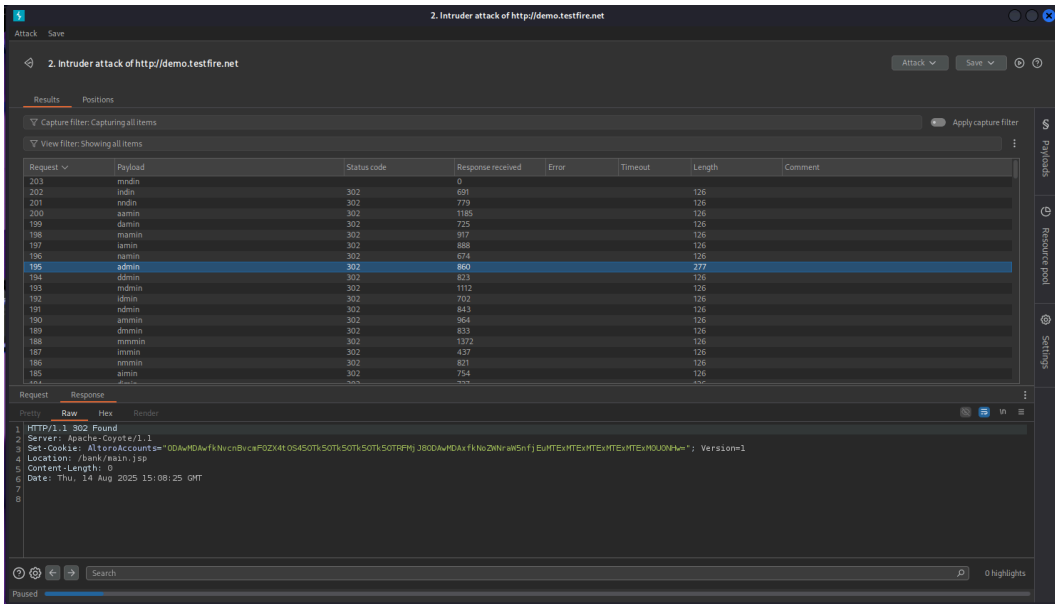 2. Intruder attack of http://demo.testfire.net
Attack Save
2. Intruder attack of http://demo.testfire.net
Attack Save
Results Positions
Capture filter: Capturing all items
Apply capture filter
View filter: Showing all items
Request Payload Status code Response received Error Timeout Length Comment
203 mndin 0
202 indin 302 691 126
201 nndin 302 779 126
200 aamin 302 1185 126
199 damin 302 725 126
198 mamin 302 917 126
197 iamin 302 888 126
196 namin 302 674 126
195 admin 302 860 277
194 ddmin 302 823 126
193 mdmin 302 1112 126
192 idmin 302 702 126
191 ndmin 302 843 126
190 ammin 302 964 126
189 dmmin 302 833 126
188 mmmin 302 1372 126
187 immin 302 437 126
186 nmmin 302 821 126
185 aimin 302 754 126
Payloads
Resource pool
Settings
Request Response
Pretty Raw Hex Render
\n
1 HTTP/1.1 302 Found
2 Server: Apache-Coyote/1.1
3 Set-Cookie: Version=1
4 Location: /bank/main.jsp
5 Content-Length: 0
6 Date: Thu, 14 Aug 2025 15:08:25 GMT
7
8
Search
0 highlights
Paused